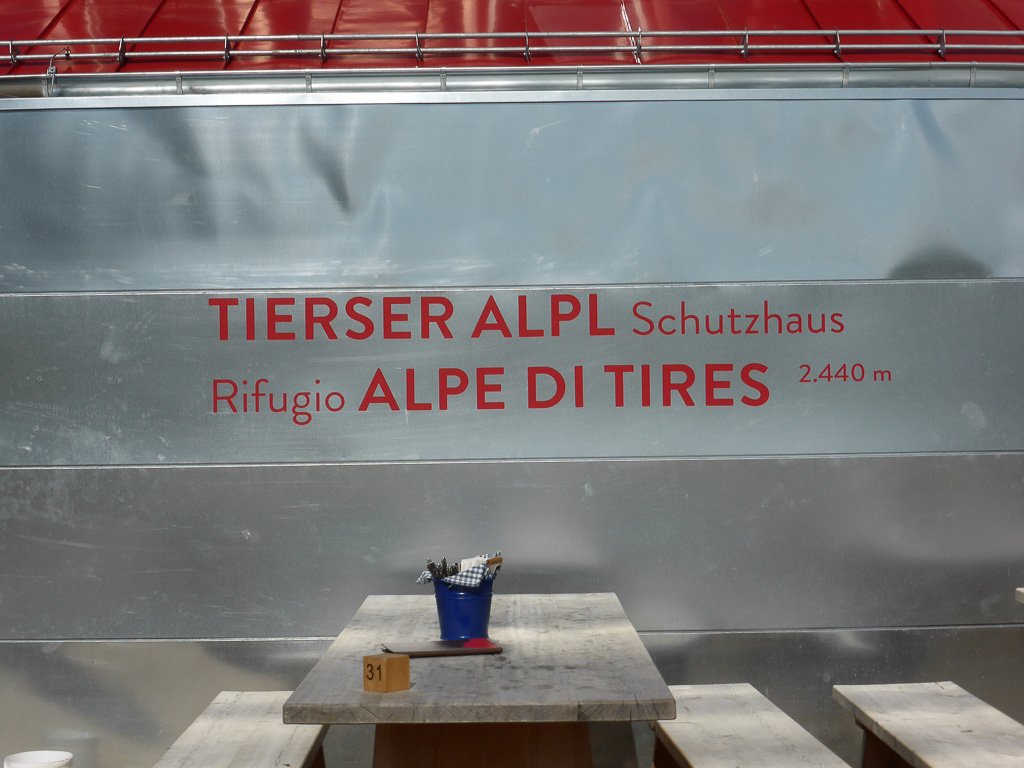 TIERSER ALPL Schutzhaus
Rifugio ALPE DI TIRES 2.440 m
31